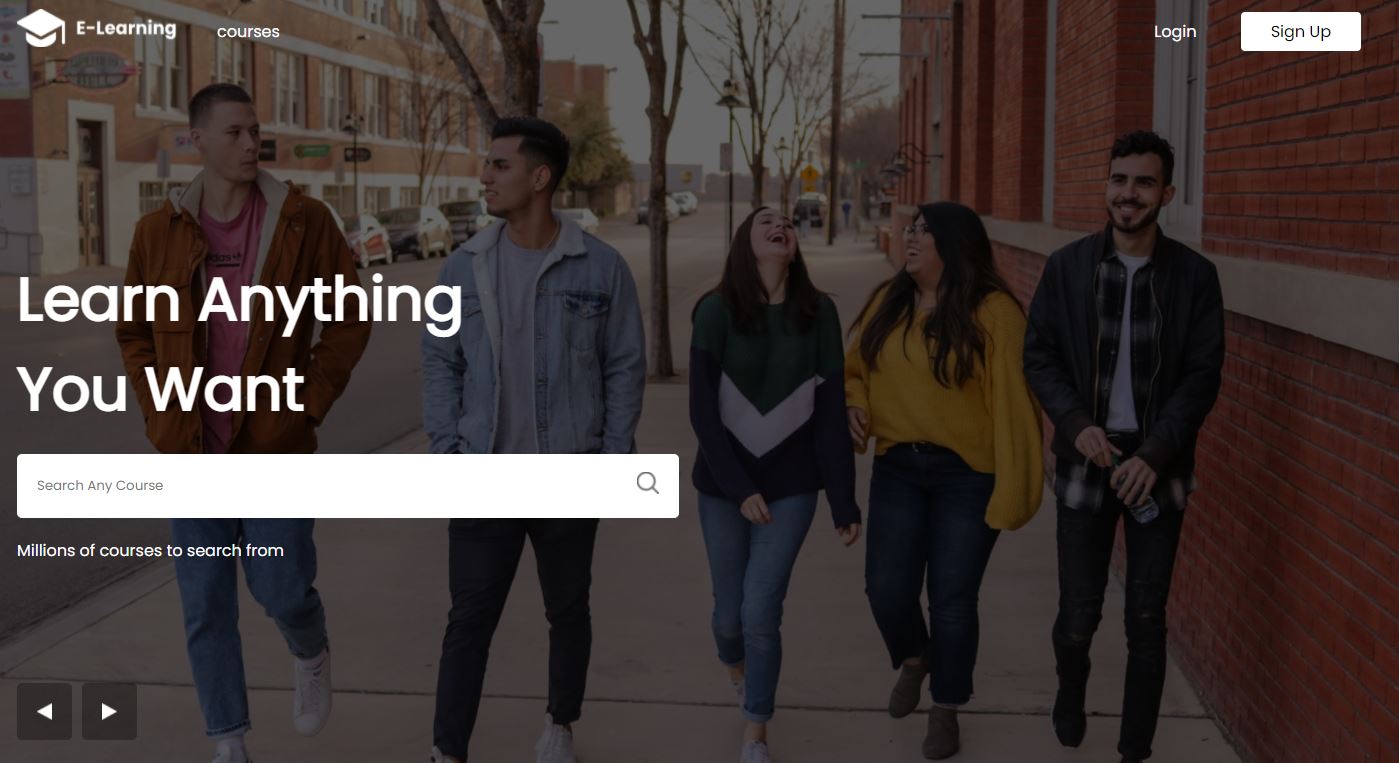 E-Learning
courses
Login
Sign Up
Learn Anything
You Want
Search Any Course
Millions of courses to search from